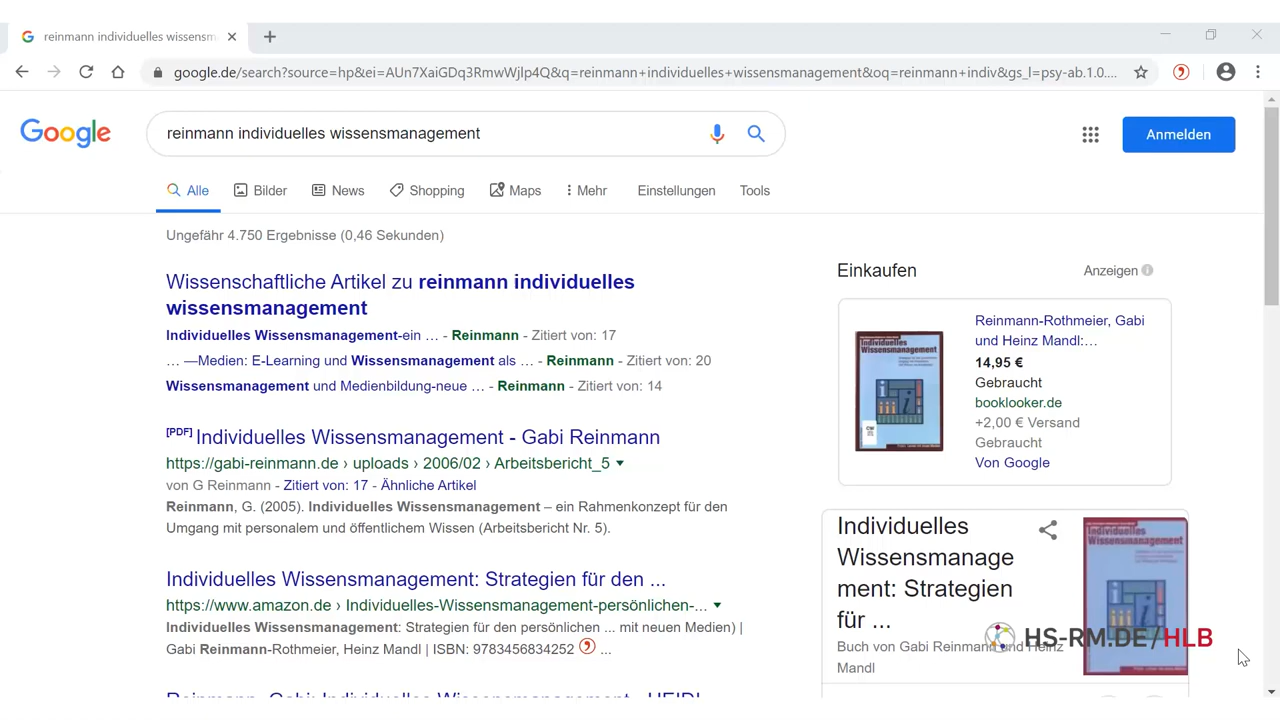 reinmann individuelles wissensm
google.de/search?source=hp&ei=AUn7XaiGDq3RmwWjlp4Q&q=reinmann+individuelles+wissensmanagement&oq=reinmann+indiv&gs_l=psy-ab.1.0....
Google
reinmann individuelles wissensmanagement
Anmelden
Alle Bilder News Shopping Maps Mehr Einstellungen Tools
Ungefähr 4.750 Ergebnisse (0,46 Sekunden)
Wissenschaftliche Artikel zu reinmann individuelles
wissensmanagement
Individuelles Wissensmanagement-ein … - Reinmann - Zitiert von: 17
… —Medien: E-Learning und Wissensmanagement als … - Reinmann - Zitiert von: 20
Wissensmanagement und Medienbildung-neue … - Reinmann - Zitiert von: 14
[PDF] Individuelles Wissensmanagement - Gabi Reinmann
https://gabi-reinmann.de › uploads › 2006/02 › Arbeitsbericht_5
von G Reinmann - Zitiert von: 17 - Ähnliche Artikel
Reinmann, G. (2005). Individuelles Wissensmanagement – ein Rahmenkonzept für den
Umgang mit personalem und öffentlichem Wissen (Arbeitsbericht Nr. 5).
Individuelles Wissensmanagement: Strategien für den ...
https://www.amazon.de › Individuelles-Wissensmanagement-persönlichen-...
Individuelles Wissensmanagement: Strategien für den persönlichen ... mit neuen Medien) |
Gabi Reinmann-Rothmeier, Heinz Mandl | ISBN: 9783456834252 ...
Reinmann, Gabi: Individuelles Wissensmanagement - HEIDI
Einkaufen
Anzeigen
Individuelles
Wissensmanagement
Reinmann-Rothmeier, Gabi
und Heinz Mandl:…
14,95 €
Gebraucht
booklooker.de
+2,00 € Versand
Gebraucht
Von Google
Individuelles
Wissensmanage
ment: Strategien
für ...
Buch von Gabi Reinmann und Heinz
Mandl
Individuelles
Wissensmanagement
HS-RM.DE/HLB